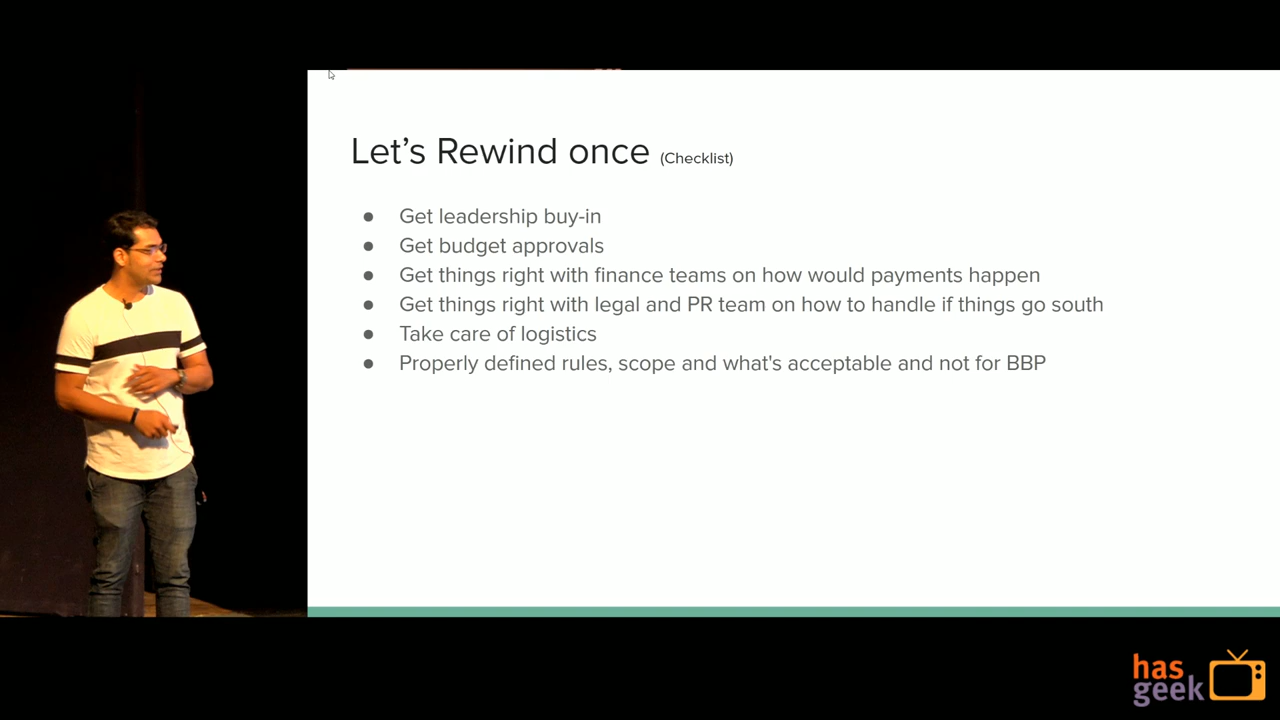 Let's Rewind once (Checklist)
● Get leadership buy-in
● Get budget approvals
● Get things right with finance teams on how would payments happen
● Get things right with legal and PR team on how to handle if things go south
● Take care of logistics
● Properly defined rules, scope and what's acceptable and not for BBP
has
geek